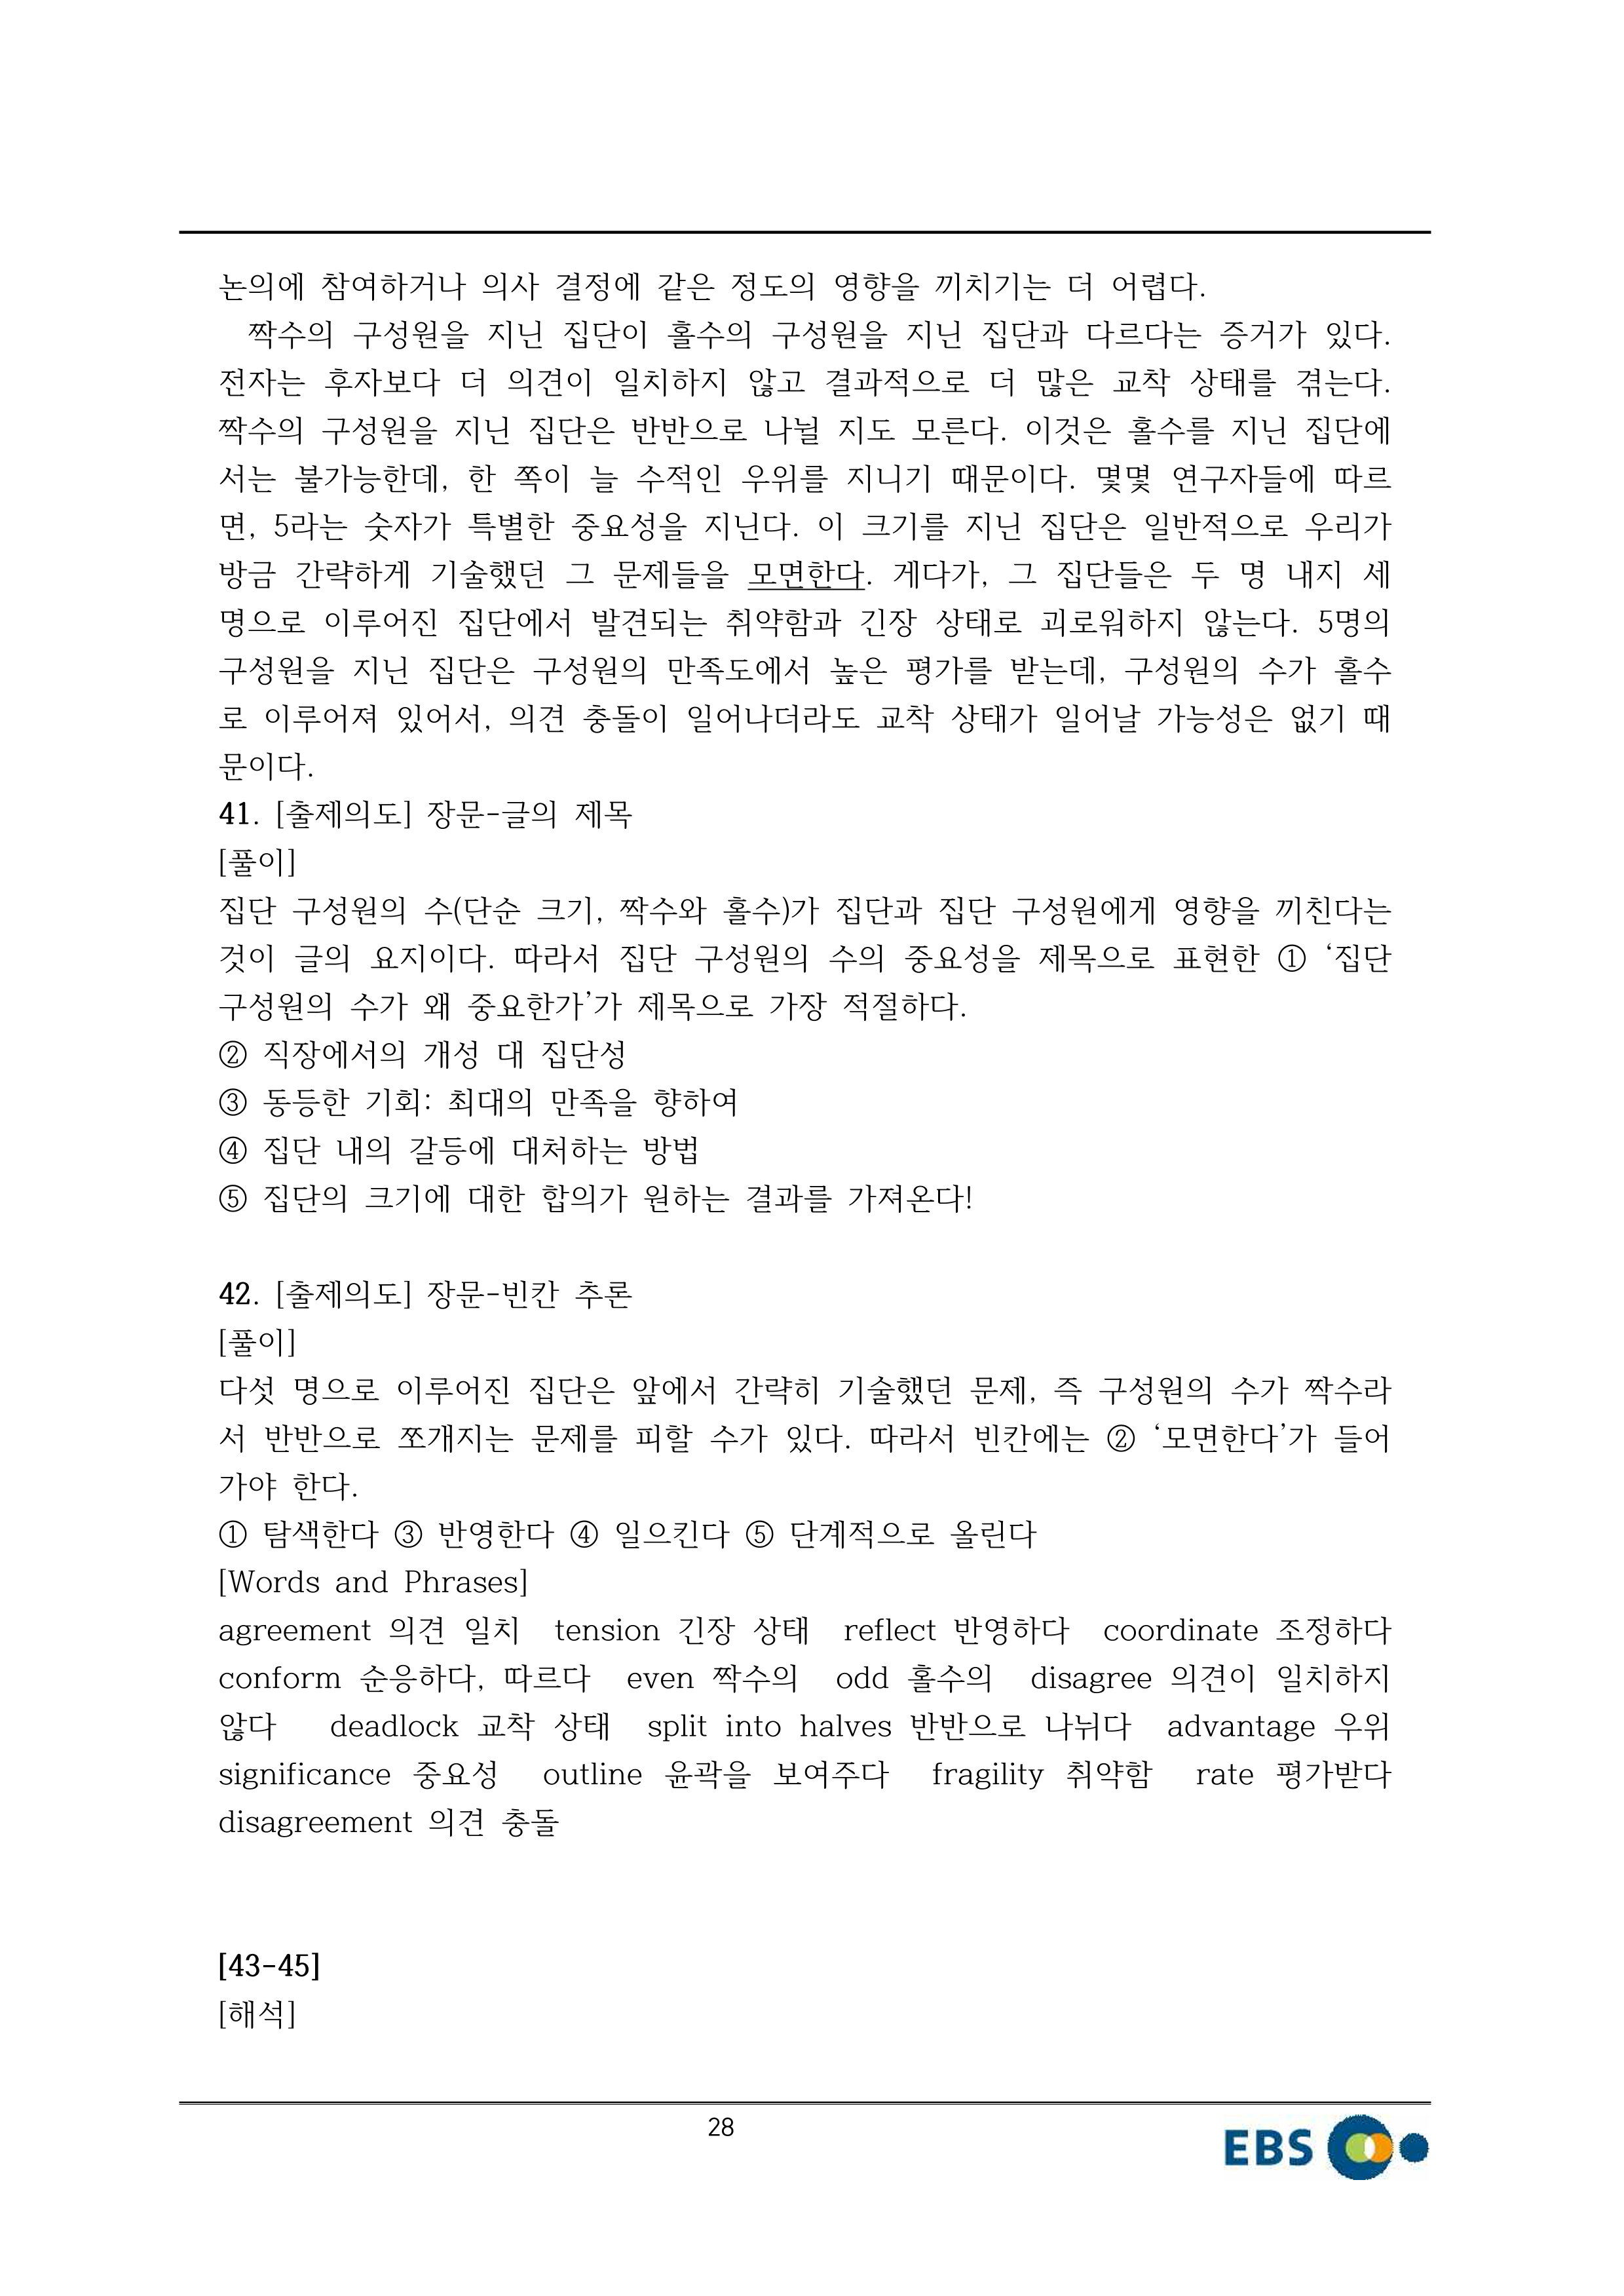 논의에 참여하거나 의사 결정에 같은 정도의 영향을 끼치기는 더 어렵다.
짝수의 구성원을 지닌 집단이 홀수의 구성원을 지닌 집단과 다르다는 증거가 있다.
전자는 후자보다 더 의견이 일치하지 않고 결과적으로 더 많은 교착 상태를 겪는다.
짝수의 구성원을 지닌 집단은 반반으로 나뉠 지도 모른다. 이것은 홀수를 지닌 집단에
서는 불가능한데, 한 쪽이 늘 수적인 우위를 지니기 때문이다. 몇몇 연구자들에 따르
면, 5라는 숫자가 특별한 중요성을 지닌다. 이 크기를 지닌 집단은 일반적으로 우리가
방금 간략하게 기술했던 그 문제들을 모면한다. 게다가, 그 집단들은 두 명 내지 세
명으로 이루어진 집단에서 발견되는 취약함과 긴장 상태로 괴로워하지 않는다. 5명의
구성원을 지닌 집단은 구성원의 만족도에서 높은 평가를 받는데, 구성원의 수가 홀수
로 이루어져 있어서, 의견 충돌이 일어나더라도 교착 상태가 일어날 가능성은 없기 때
문이다.
41. [출제의도] 장문-글의 제목
[풀이]
집단 구성원의 수(단순 크기, 짝수와 홀수)가 집단과 집단 구성원에게 영향을 끼친다는
것이 글의 요지이다. 따라서 집단 구성원의 수의 중요성을 제목으로 표현한 ① ‘집단
구성원의 수가 왜 중요한가’가 제목으로 가장 적절하다.
② 직장에서의 개성 대 집단성
③ 동등한 기회: 최대의 만족을 향하여
④ 집단 내의 갈등에 대처하는 방법
⑤ 집단의 크기에 대한 합의가 원하는 결과를 가져온다!
42. [출제의도] 장문-빈칸 추론
[풀이]
다섯 명으로 이루어진 집단은 앞에서 간략히 기술했던 문제, 즉 구성원의 수가 짝수라
서 반반으로 쪼개지는 문제를 피할 수가 있다. 따라서 빈칸에는 ② ‘모면한다’가 들어
가야 한다.
① 탐색한다 ③ 반영한다 ④ 일으킨다 ⑤ 단계적으로 올린다
[Words and Phrases]
agreement 의견 일치 tension 긴장 상태 reflect 반영하다 coordinate 조정하다
conform 순응하다, 따르다 even 짝수의 odd 홀수의 disagree 의견이 일치하지
않다 deadlock 교착 상태 split into halves 반반으로 나뉘다 advantage 우위
significance 중요성 outline 윤곽을 보여주다 fragility 취약함 rate 평가받다
disagreement 의견 충돌
[43-45]
[해석]
28
EBS